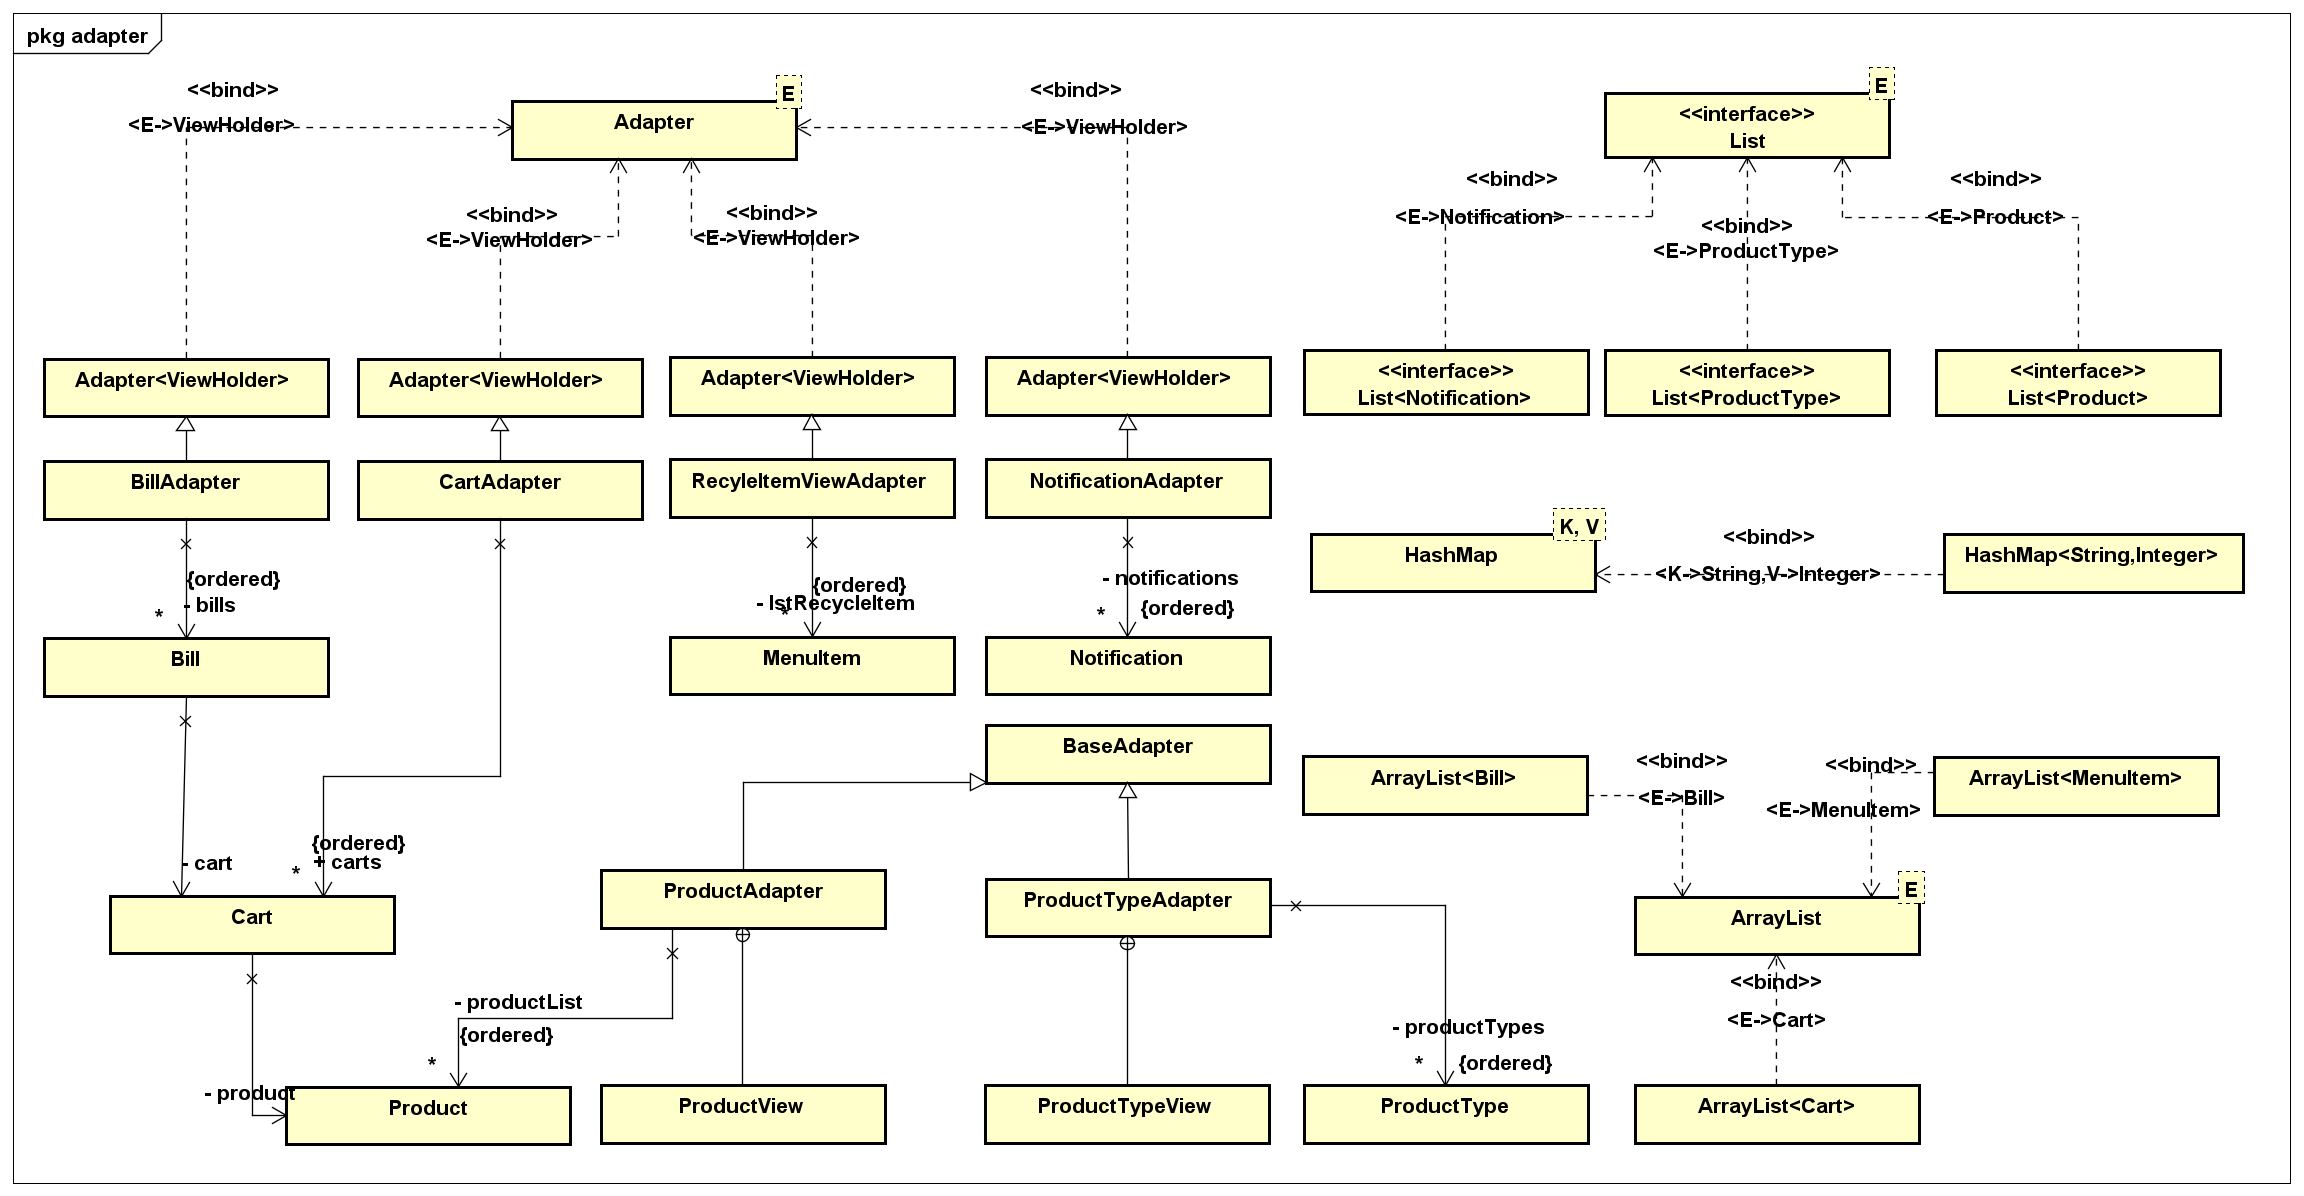 pkg adapter
<<bind>>
<E->ViewHolder>
E
Adapter
<<bind>>
<E->ViewHolder>
<<bind>>
<E->ViewHolder>
<<bind>>
<E->ViewHolder>
E
<<interface>>
List
<<bind>>
<E->Notification>
<<bind>>
<E->ProductType>
<<bind>>
<E->Product>
Adapter<ViewHolder>
Adapter<ViewHolder>
Adapter<ViewHolder>
Adapter<ViewHolder>
<<interface>>
List<Notification>
<<interface>>
List<ProductType>
<<interface>>
List<Product>
BillAdapter
CartAdapter
RecyleItemViewAdapter
NotificationAdapter
K, V
HashMap
<<bind>>
<K->String,V->Integer>
HashMap<String,Integer>
{ordered}
- bills
*
{ordered}
- lstRecycleItem
*
- notifications
*
{ordered}
Bill
MenuItem
Notification
BaseAdapter
ArrayList<Bill>
<<bind>>
<E->Bill>
<<bind>>
<E->MenuItem>
ArrayList<MenuItem>
- cart
{ordered}
+ carts
*
Cart
ProductAdapter
ProductTypeAdapter
E
ArrayList
<<bind>>
<E->Cart>
- productList
{ordered}
*
- productTypes
*
{ordered}
- product
Product
ProductView
ProductTypeView
ProductType
ArrayList<Cart>